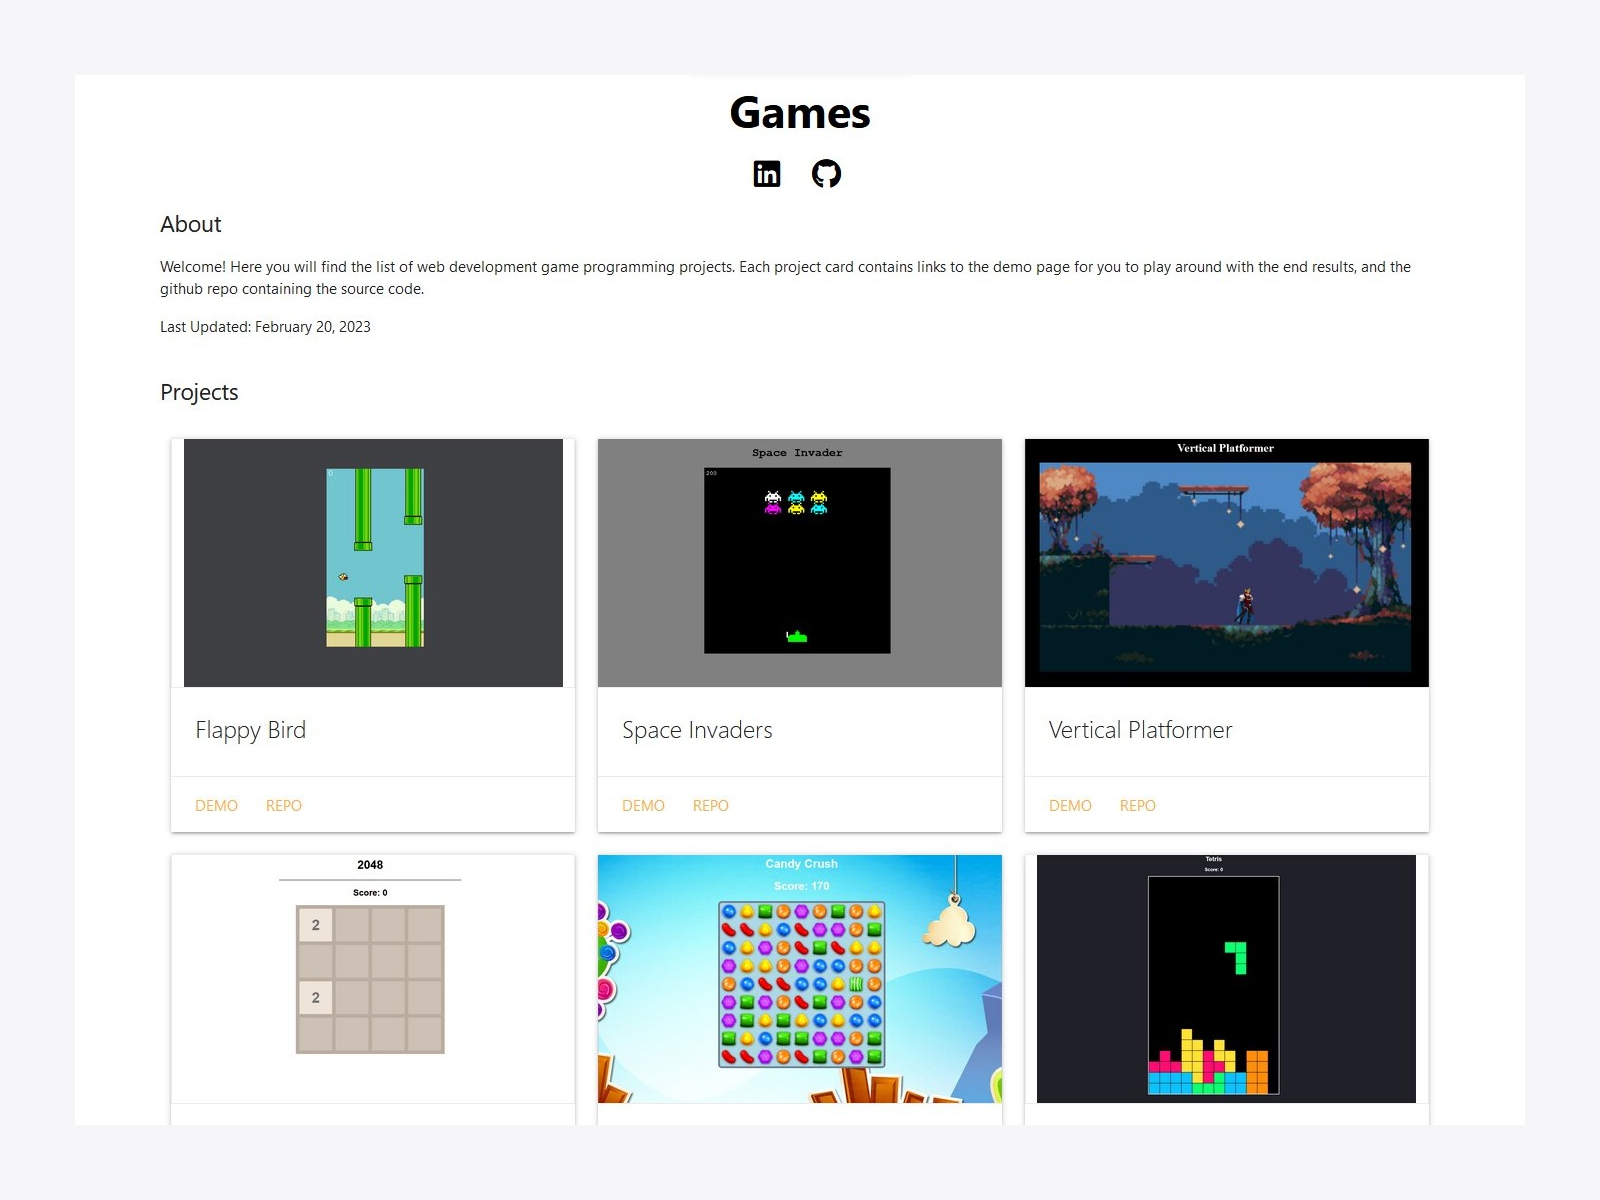 Games
in
About
Welcome! Here you will find the list of web development game programming projects. Each project card contains links to the demo page for you to play around with the end results, and the
github repo containing the source code.
Last Updated: February 20, 2023
Projects
0
Space Invader
200
Vertical Platformer
Flappy Bird
Space Invaders
Vertical Platformer
DEMO REPO
DEMO REPO
DEMO REPO
2048
Score: 0
2
2
Candy Crush
Score: 170
Tetris
Score: 0